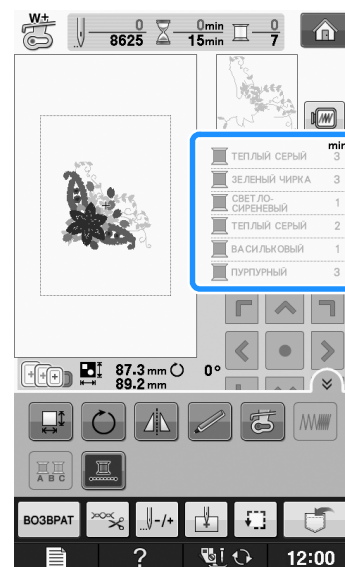 W+
0 0min 0
8625 15min 7
min
ТЕПЛЫЙ СЕРЫЙ 3
ЗЕЛЕНЫЙ ЧИРКА 3
СВЕТЛО-
СИРЕНЕВЫЙ 1
ТЕПЛЫЙ СЕРЫЙ 2
ВАСИЛЬКОВЫЙ 1
ПУРПУРНЫЙ 3
87.3 mm 0°
89.2 mm
A B C
ВОЗВРАТ -/+
? 12:00